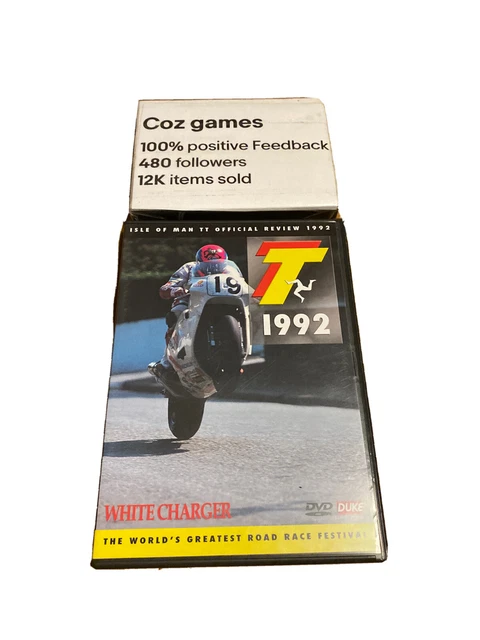 Coz games
100% positive Feedback
480 followers
12K items sold
ISLE OF MAN TT OFFICIAL REVIEW 1992
19
TT
1992
WHITE CHARGER
DVD DUKE
THE WORLD'S GREATEST ROAD RACE FESTIVAL